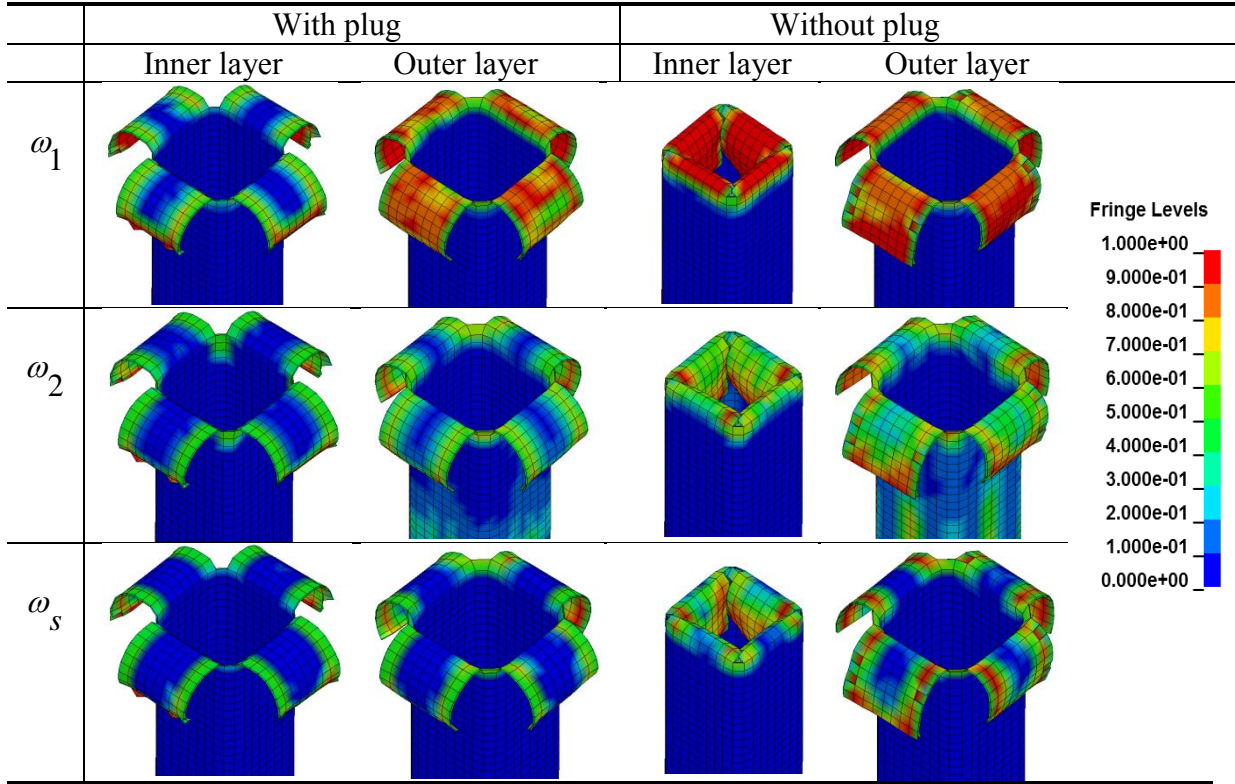 With plug Without plug
Inner layer Outer layer Inner layer Outer layer
ω1
ω2
ωs
Fringe Levels
1.000e+00
9.000e-01
8.000e-01
7.000e-01
6.000e-01
5.000e-01
4.000e-01
3.000e-01
2.000e-01
1.000e-01
0.000e+00